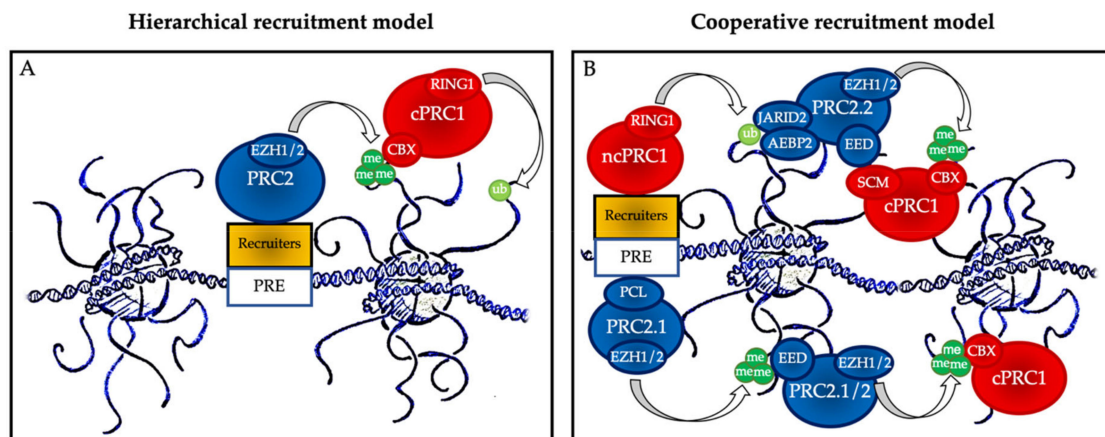 Hierarchical recruitment model
A
RING1
cPRC1
CBX
EZH1/2
PRC2
me
me me
ub
Recruiters
PRE
Cooperative recruitment model
B
RING1
ncPRC1
Recruiters
PRE
ub
JARID2
AEBP2
EZH1/2
PRC2.2
EED
me
me me
SCM
CBX
cPRC1
PCL
PRC2.1
EZH1/2
me
me me
EED
EZH1/2
PRC2.1/2
me
me me
CBX
cPRC1